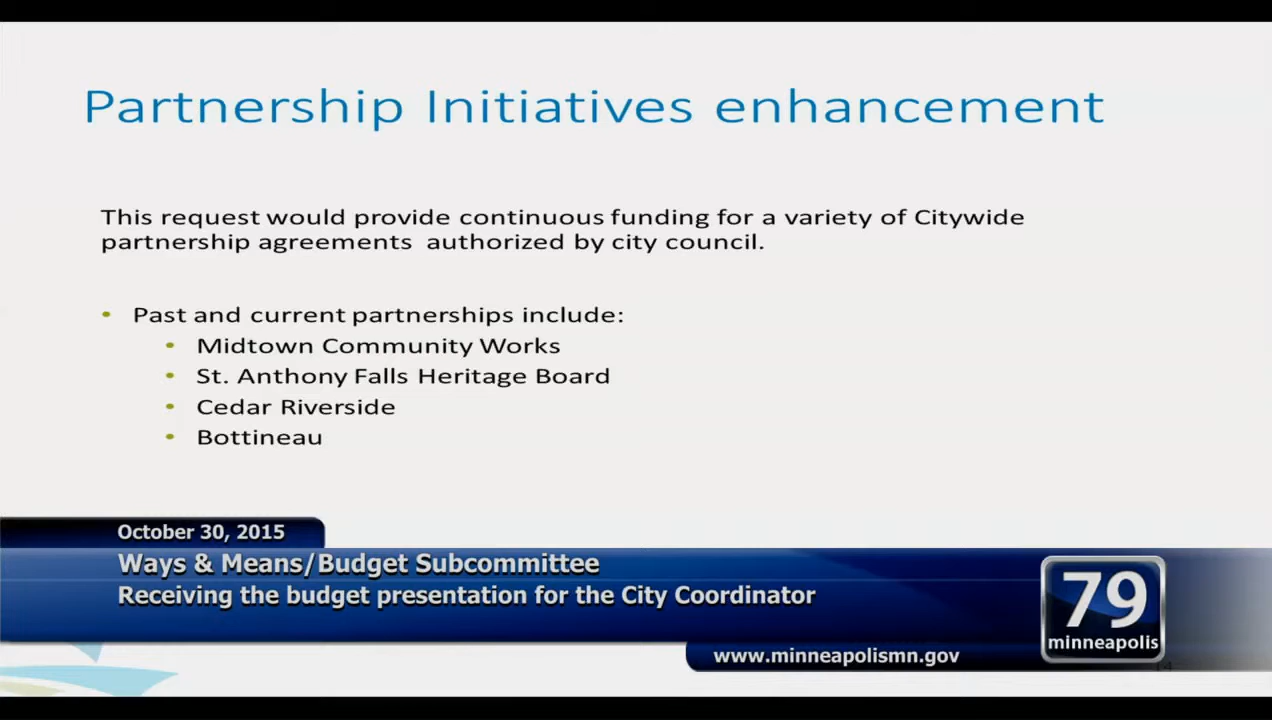 Partnership Initiatives enhancement
This request would provide continuous funding for a variety of Citywide
partnership agreements authorized by city council.
• Past and current partnerships include:
• Midtown Community Works
• St. Anthony Falls Heritage Board
• Cedar Riverside
• Bottineau
October 30, 2015
Ways & Means/Budget Subcommittee
Receiving the budget presentation for the City Coordinator
79
minneapolis
www.minneapolismn.gov
14